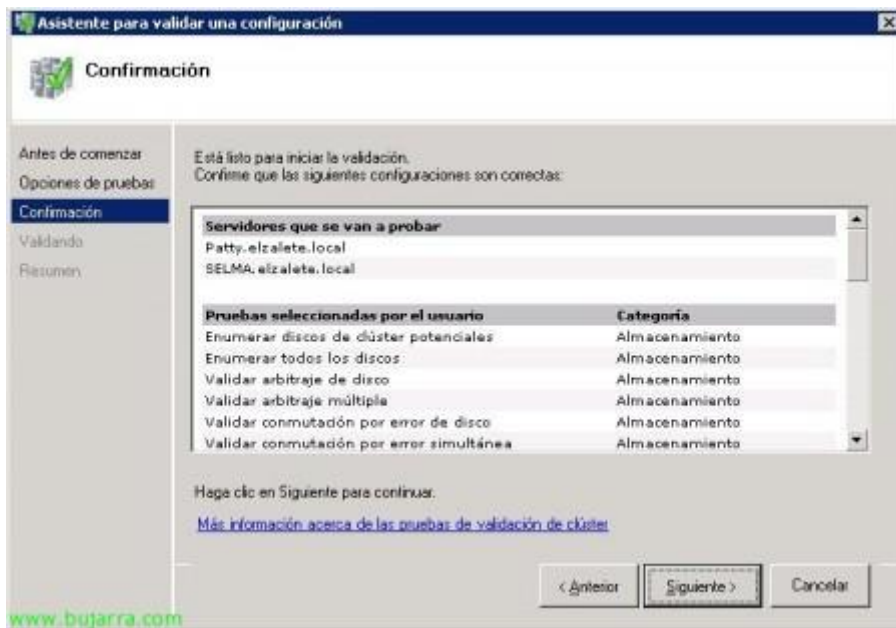 Asistente para validar una configuración
Confirmación
Antes de comenzar
Opciones de pruebas
Confirmación
Validando
Resumen
Está listo para iniciar la validación.
Confirme que las siguientes configuraciones son correctas:
Servidores que se van a probar
Patty.elzalete.local
SELMA.elzalete.local
Pruebas seleccionadas por el usuario Categoría
Enumerar discos de clúster potenciales Almacenamiento
Enumerar todos los discos Almacenamiento
Validar arbitraje de disco Almacenamiento
Validar arbitraje múltiple Almacenamiento
Validar conmutación por error de disco Almacenamiento
Validar conmutación por error simultánea Almacenamiento
Haga clic en Siguiente para continuar.
Más información acerca de las pruebas de validación de clúster
< Anterior Siguiente > Cancelar
www.bujarra.com